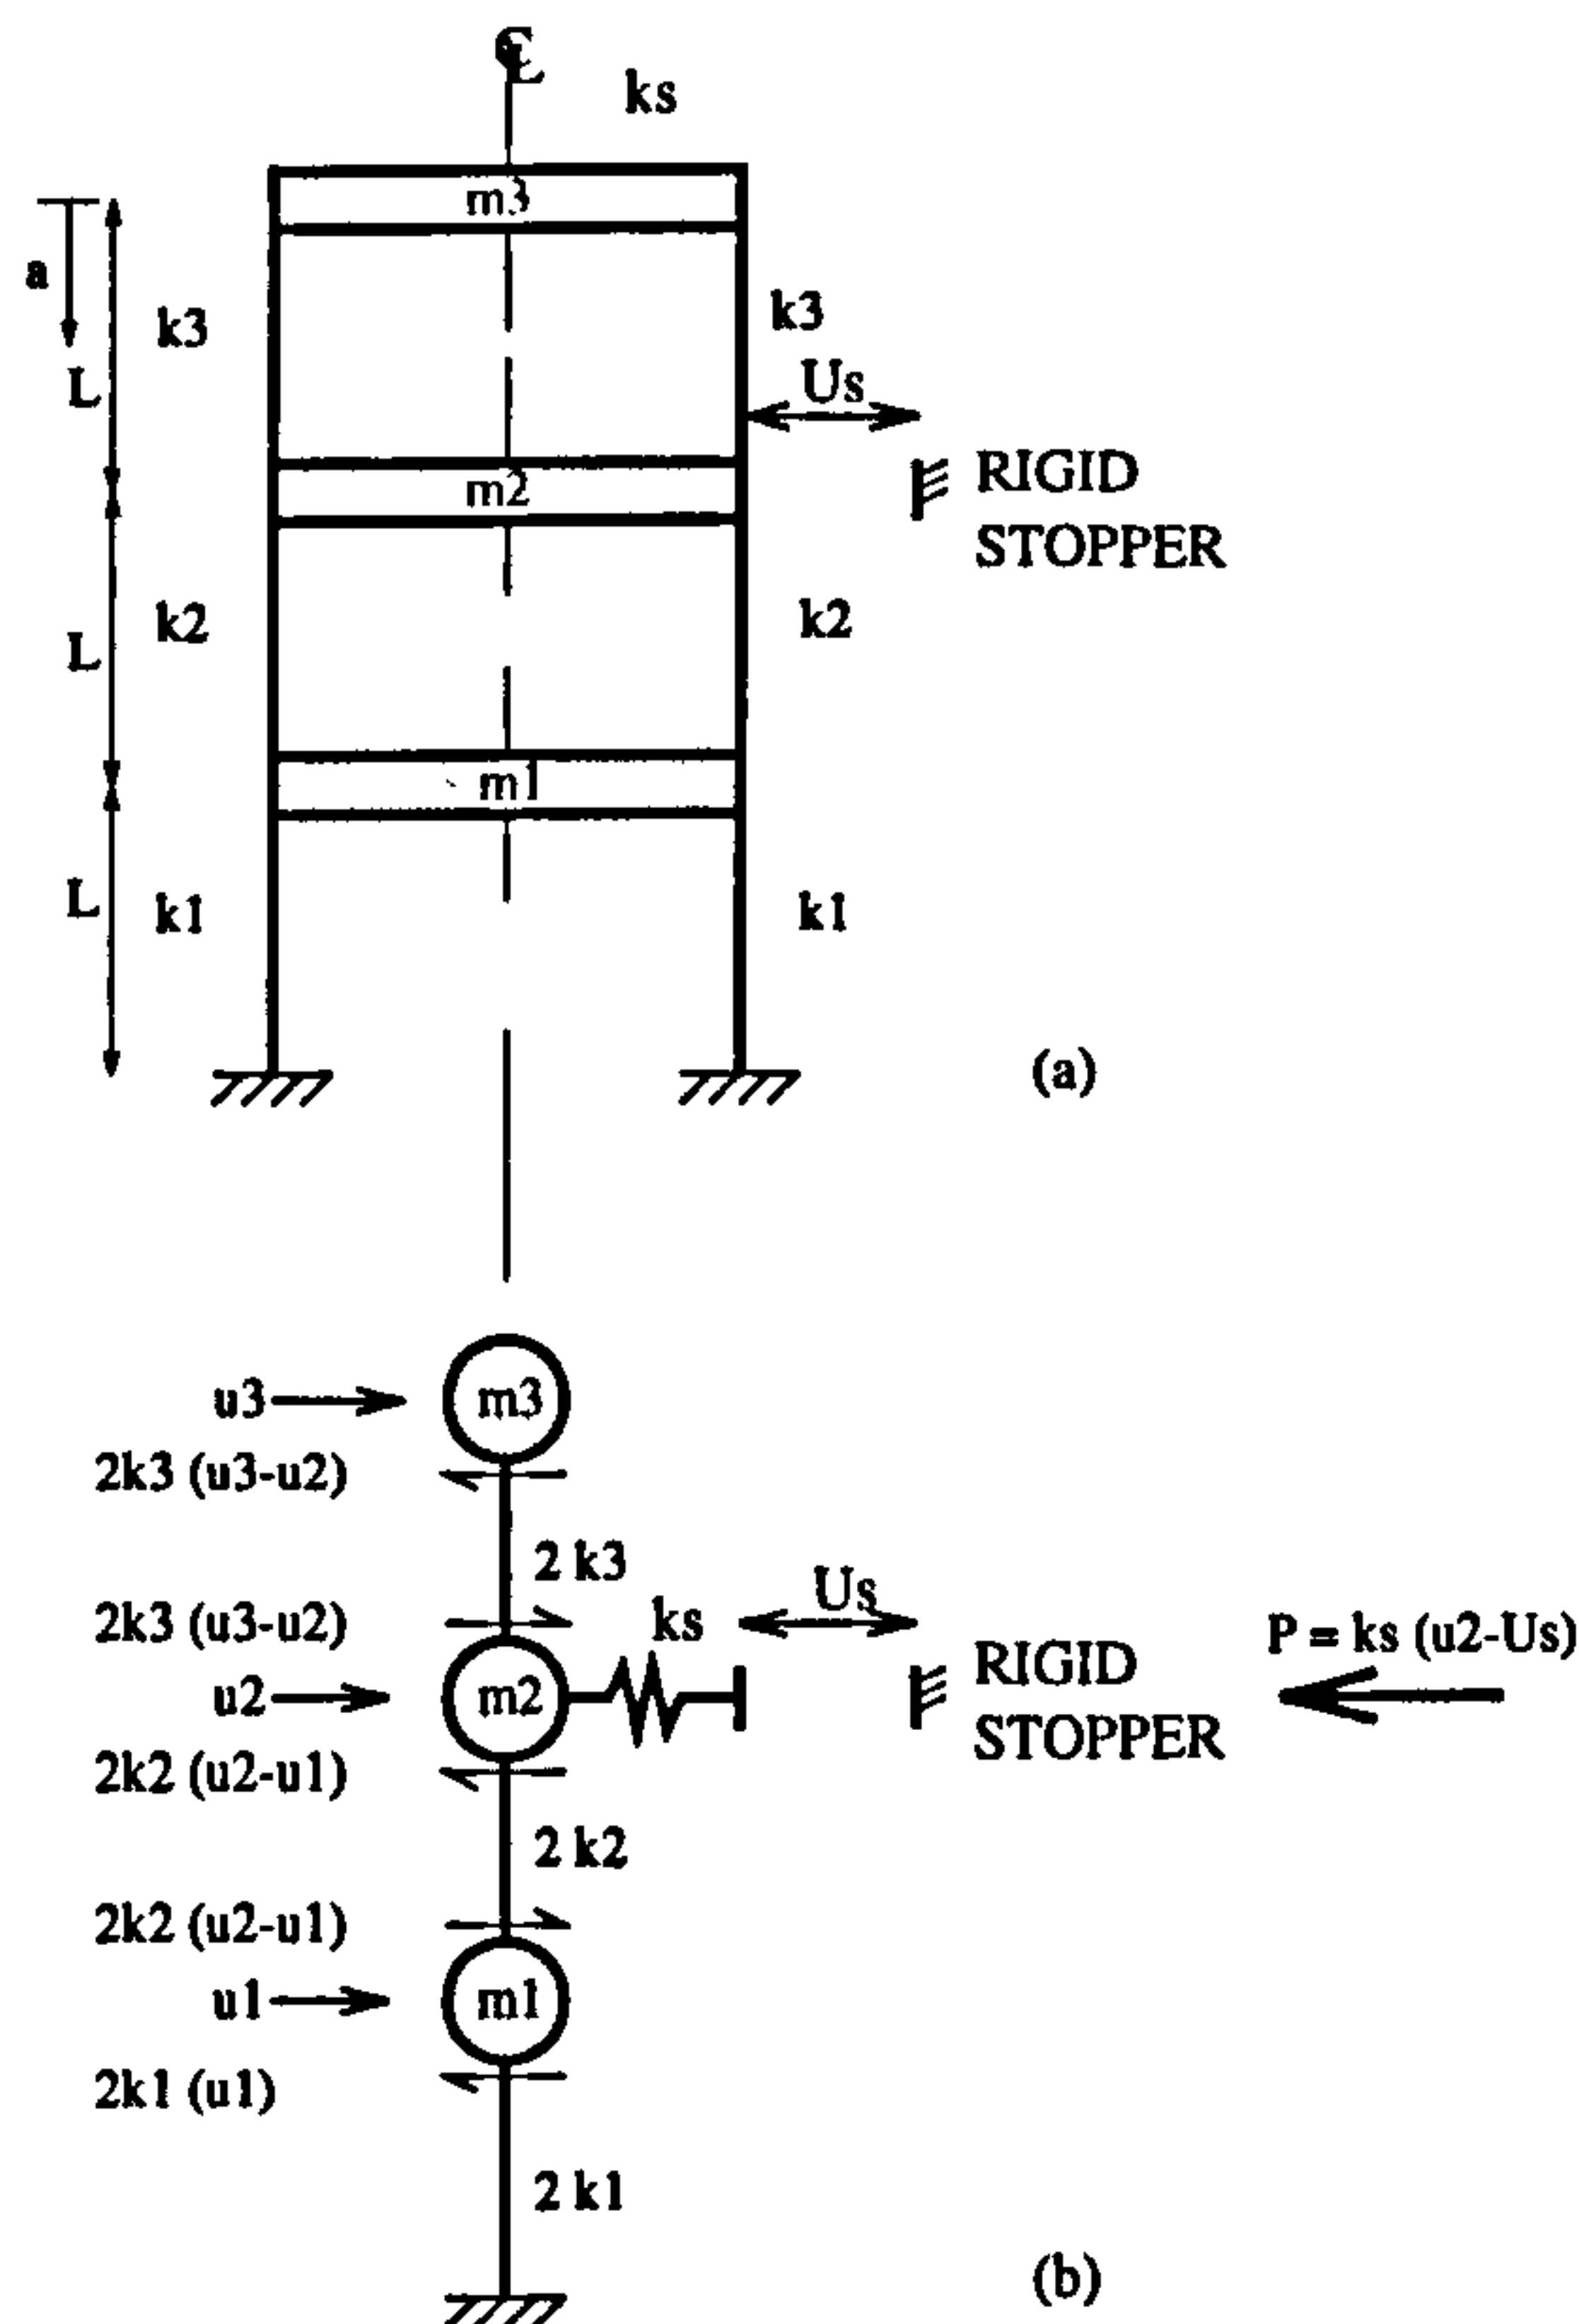 ℄
ks
m3
a
k3
k3
L
Us
m2
RIGID
STOPPER
k2
k2
L
m1
L
k1
k1
(a)
u3
m3
2k3 (u3-u2)
2 k3
2k3 (u3-u2)
ks
Us
P = ks (u2-Us)
u2
m2
RIGID
STOPPER
2k2 (u2-u1)
2 k2
2k2 (u2-u1)
u1
m1
2k1 (u1)
2 k1
(b)